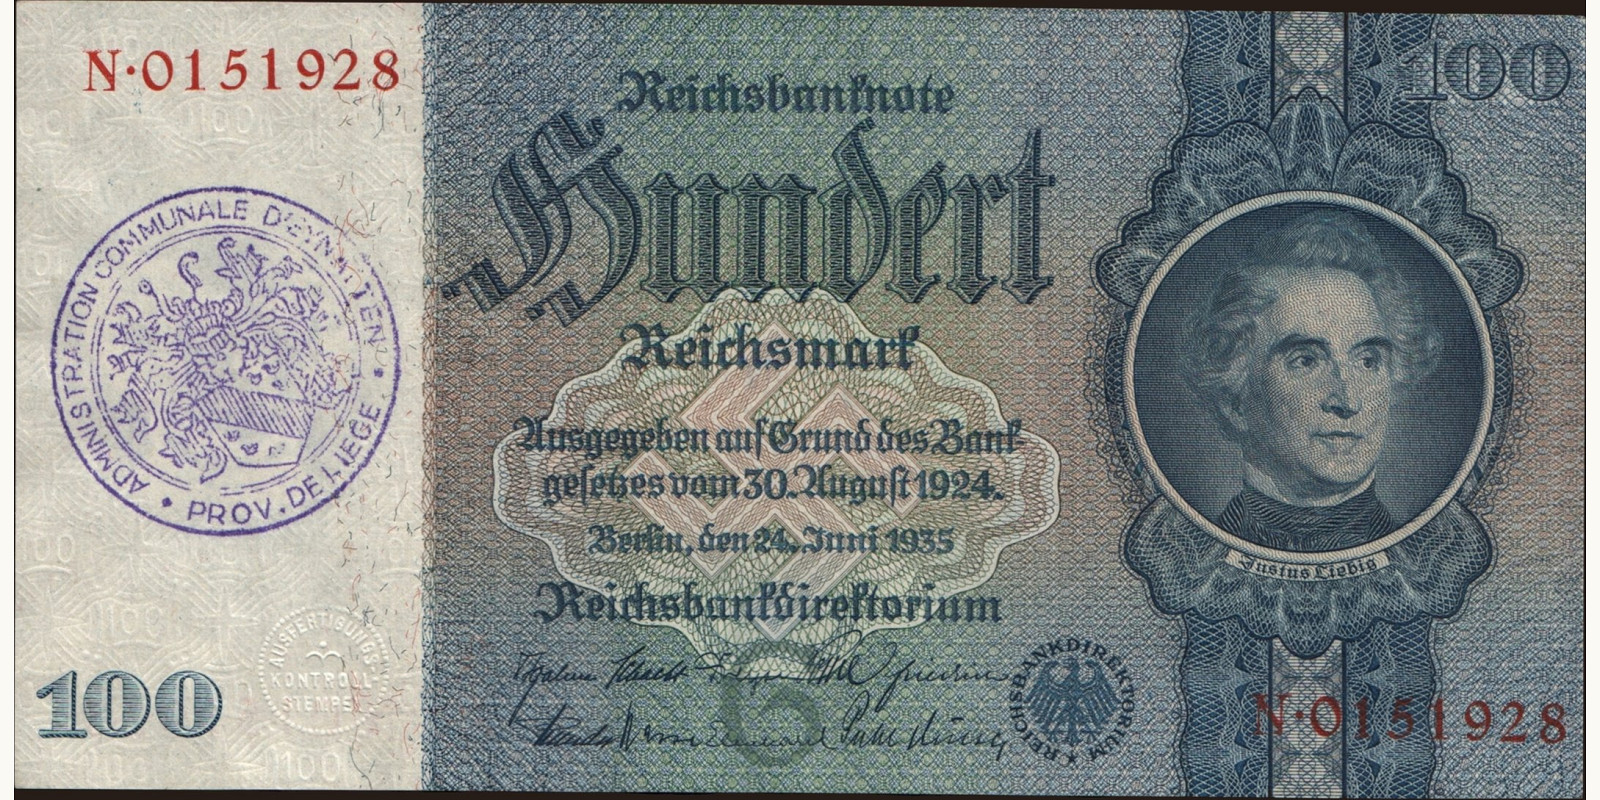 N·0151928
100
Reichsbanknote
Hundert
Reichsmark
Ausgegeben auf Grund des Bank-
gesetzes vom 30. August 1924.
Berlin, den 24. Juni 1935
Reichsbankdirektorium
ADMINISTRATION COMMUNALE D'EYNATTEN
• PROV. DE LIEGE •
Justus Liebig
AUSFERTIGUNGS
KONTROLL
STEMPEL
100
REICHSBANKDIREKTORIUM
N·0151928